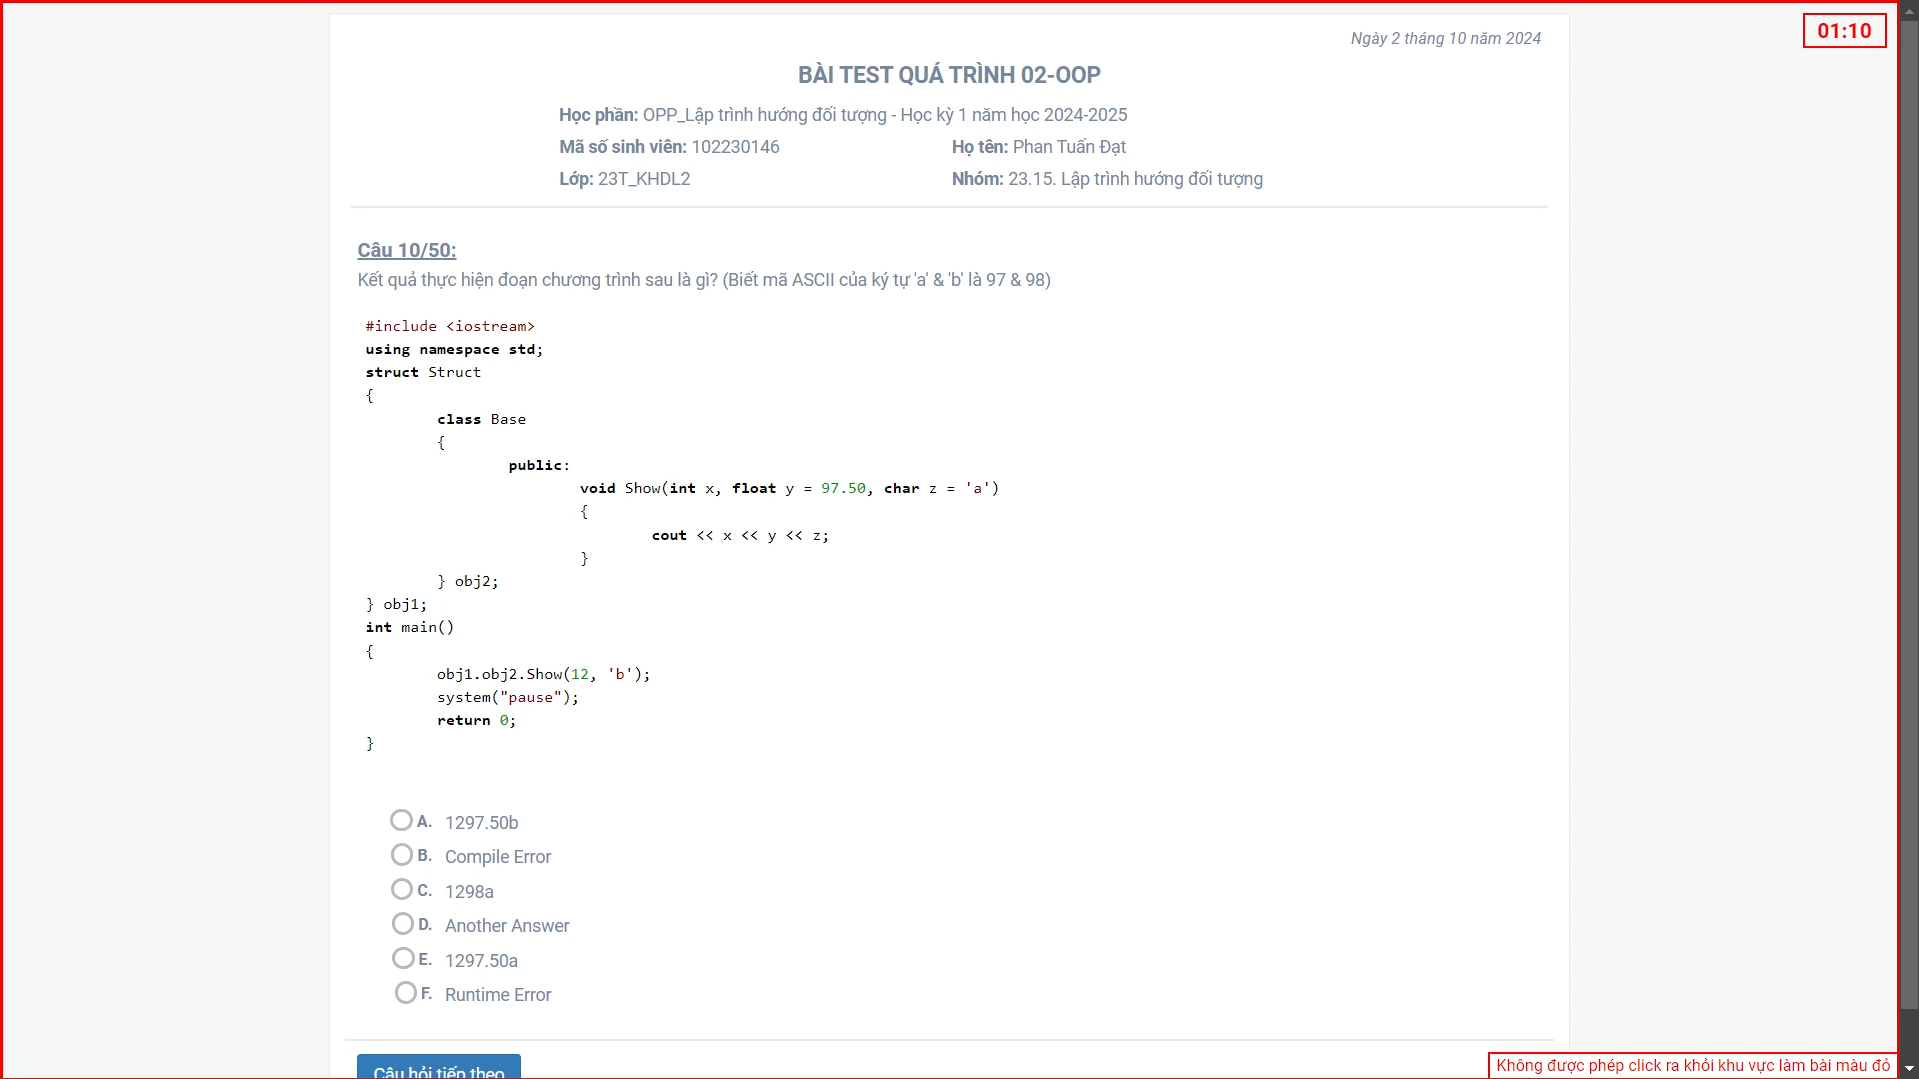 01:10
Ngày 2 tháng 10 năm 2024
BÀI TEST QUÁ TRÌNH 02-OOP
Học phần: OPP_Lập trình hướng đối tượng - Học kỳ 1 năm học 2024-2025
Mã số sinh viên: 102230146 Họ tên: Phan Tuấn Đạt
Lớp: 23T_KHDL2 Nhóm: 23.15. Lập trình hướng đối tượng
Câu 10/50:
Kết quả thực hiện đoạn chương trình sau là gì? (Biết mã ASCII của ký tự 'a' & 'b' là 97 & 98)
#include <iostream>
using namespace std;
struct Struct
{
class Base
{
public:
void Show(int x, float y = 97.50, char z = 'a')
{
cout << x << y << z;
}
} obj2;
} obj1;
int main()
{
obj1.obj2.Show(12, 'b');
system("pause");
return 0;
}
A. 1297.50b
B. Compile Error
C. 1298a
D. Another Answer
E. 1297.50a
F. Runtime Error
Câu hỏi tiếp theo
Không được phép click ra khỏi khu vực làm bài màu đỏ